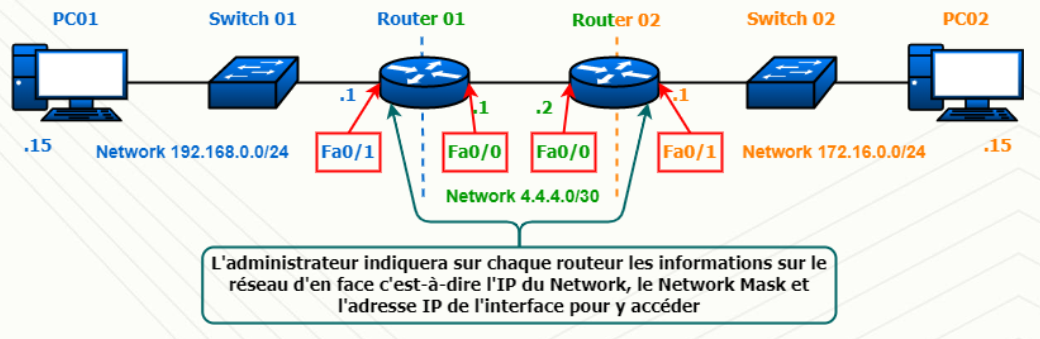 PC01
Switch 01
Router 01
Router 02
Switch 02
PC02
.1
.1
.2
.1
.15
Network 192.168.0.0/24
Fa0/1
Fa0/0
Fa0/0
Fa0/1
Network 172.16.0.0/24
.15
Network 4.4.4.0/30
L'administrateur indiquera sur chaque routeur les informations sur le
réseau d'en face c'est-à-dire l'IP du Network, le Network Mask et
l'adresse IP de l'interface pour y accéder